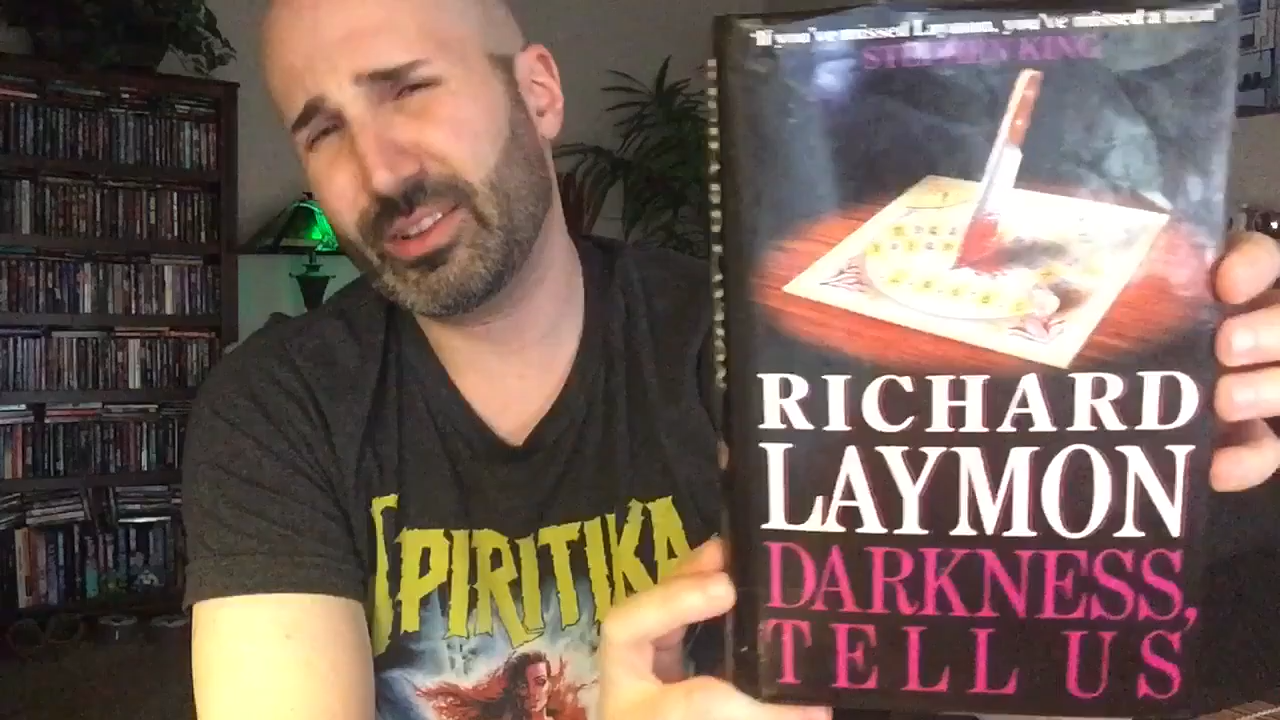 "If you've missed Laymon, you've missed a treat"
STEPHEN KING
RICHARD
LAYMON
DARKNESS,
TELL US
SPIRITIKA